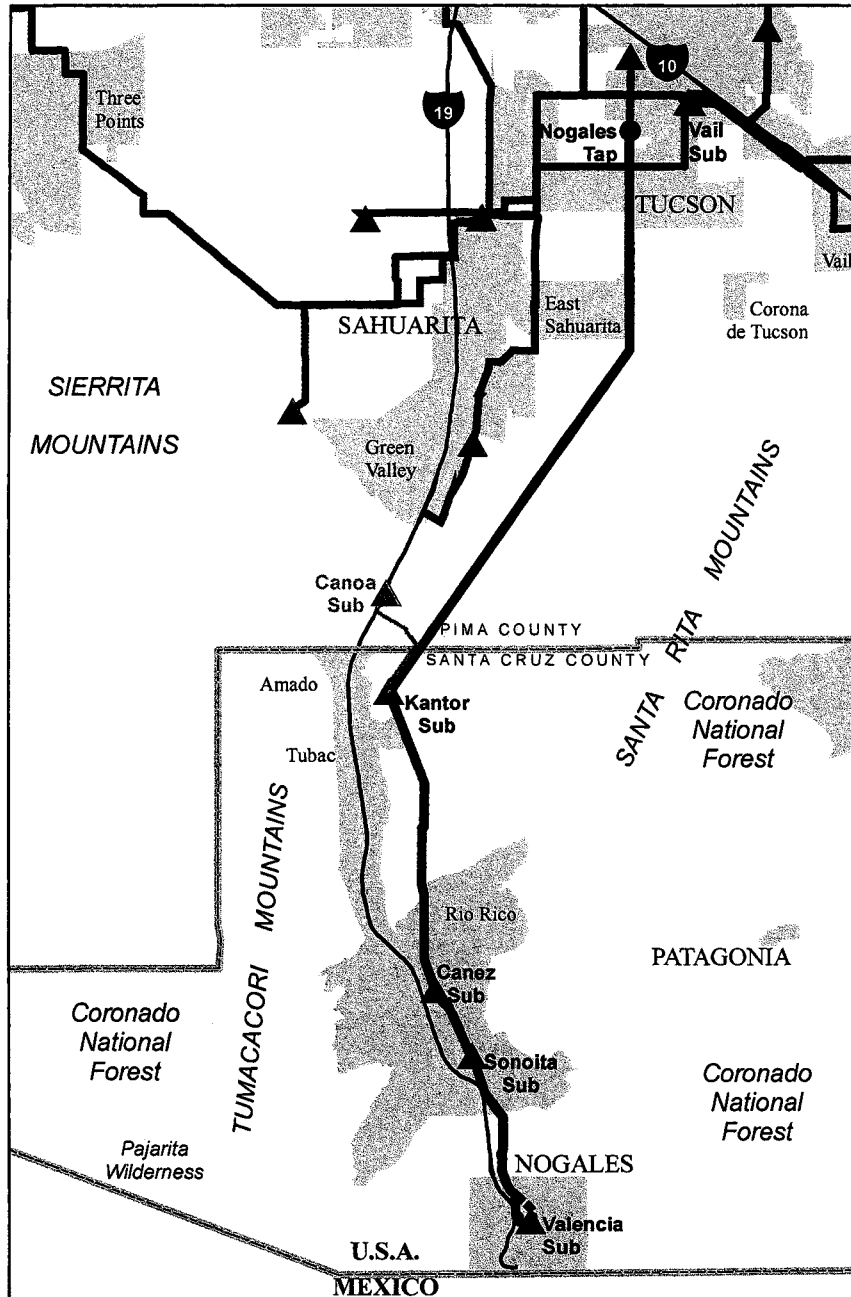 10
Three
Points
19
Nogales
Tap
Vail
Sub
TUCSON
Vail
East
Sahuarita
Corona
de Tucson
SAHUARITA
SIERRITA
MOUNTAINS
Green
Valley
SANTA RITA MOUNTAINS
Canoa
Sub
PIMA COUNTY
SANTA CRUZ COUNTY
Amado
Kantor
Sub
Coronado
National
Forest
Tubac
TUMACACORI MOUNTAINS
Rio Rico
PATAGONIA
Canez
Sub
Coronado
National
Forest
Sonoita
Sub
Coronado
National
Forest
Pajarita
Wilderness
NOGALES
Valencia
Sub
U.S.A.
MEXICO